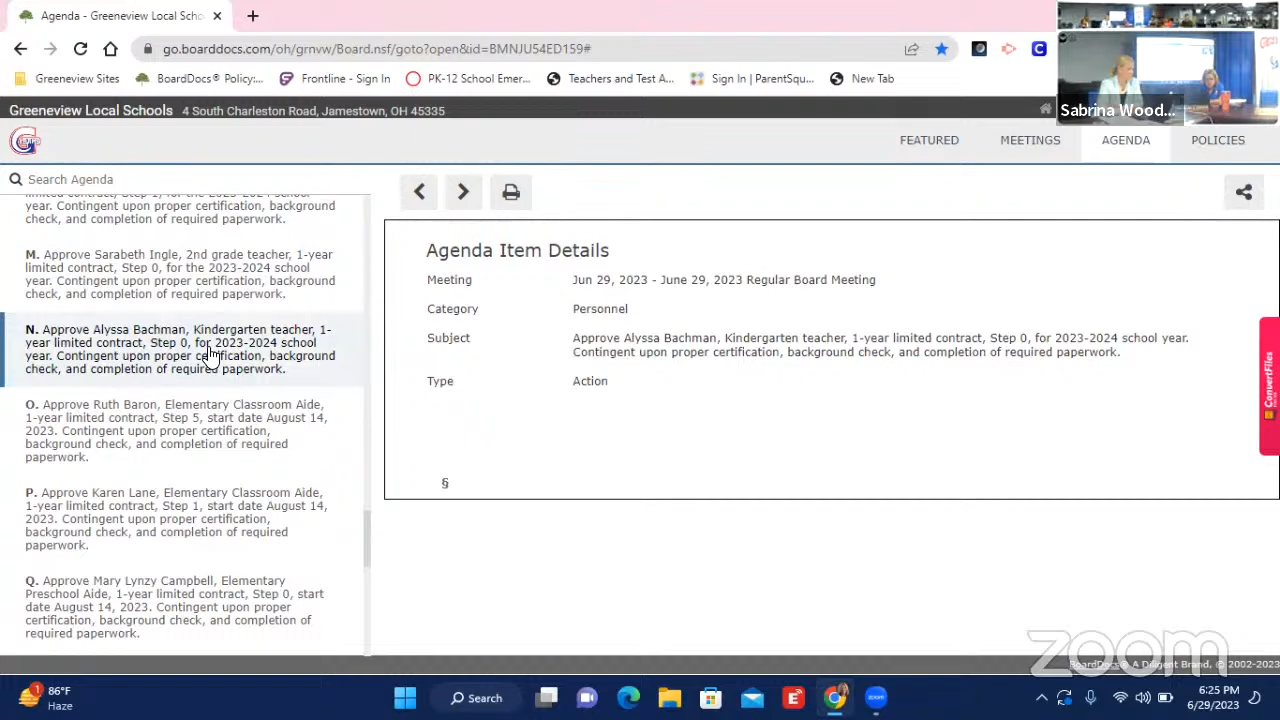 Agenda - Greeneview Local Scho
go.boarddocs.com/oh/grnvw/Board.nsf/goto?open&id=BMNJU54ED159#
Greeneview Sites
BoardDocs® Policy...
Frontline - Sign In
PK-12 School Emer...
Teachers and Test A...
Sign In | ParentSqu...
New Tab
Sabrina Wood...
Greeneview Local Schools 4 South Charleston Road, Jamestown, OH 45335
FEATURED
MEETINGS
AGENDA
POLICIES
Search Agenda
limited contract, Step 1, for the 2023-2024 school
year. Contingent upon proper certification, background
check, and completion of required paperwork.
M. Approve Sarabeth Ingle, 2nd grade teacher, 1-year
limited contract, Step 0, for the 2023-2024 school
year. Contingent upon proper certification, background
check, and completion of required paperwork.
N. Approve Alyssa Bachman, Kindergarten teacher, 1-
year limited contract, Step 0, for 2023-2024 school
year. Contingent upon proper certification, background
check, and completion of required paperwork.
O. Approve Ruth Baron, Elementary Classroom Aide,
1-year limited contract, Step 5, start date August 14,
2023. Contingent upon proper certification,
background check, and completion of required
paperwork.
P. Approve Karen Lane, Elementary Classroom Aide,
1-year limited contract, Step 1, start date August 14,
2023. Contingent upon proper certification,
background check, and completion of required
paperwork.
Q. Approve Mary Lynzy Campbell, Elementary
Preschool Aide, 1-year limited contract, Step 0, start
date August 14, 2023. Contingent upon proper
certification, background check, and completion of
required paperwork.
Agenda Item Details
Meeting Jun 29, 2023 - June 29, 2023 Regular Board Meeting
Category Personnel
Subject Approve Alyssa Bachman, Kindergarten teacher, 1-year limited contract, Step 0, for 2023-2024 school year.
Contingent upon proper certification, background check, and completion of required paperwork.
Type Action
§
ConvertFiles
zoom
BoardDocs® A Diligent Brand, © 2002-2023
1
86°F
Haze
Search
6:25 PM
6/29/2023